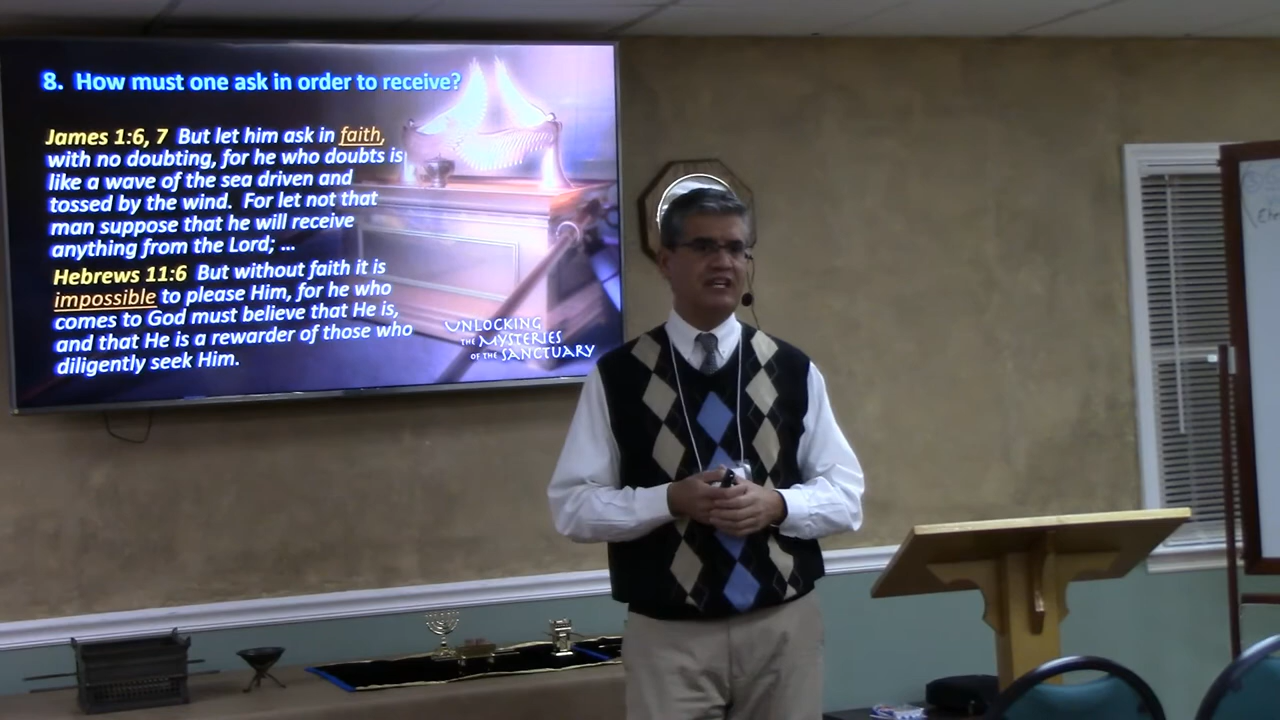 8. How must one ask in order to receive?
James 1:6, 7 But let him ask in faith,
with no doubting, for he who doubts is
like a wave of the sea driven and
tossed by the wind. For let not that
man suppose that he will receive
anything from the Lord; ...
Hebrews 11:6 But without faith it is
impossible to please Him, for he who
comes to God must believe that He is,
and that He is a rewarder of those who
diligently seek Him.
UNLOCKING
THE MYSTERIES
OF THE SANCTUARY